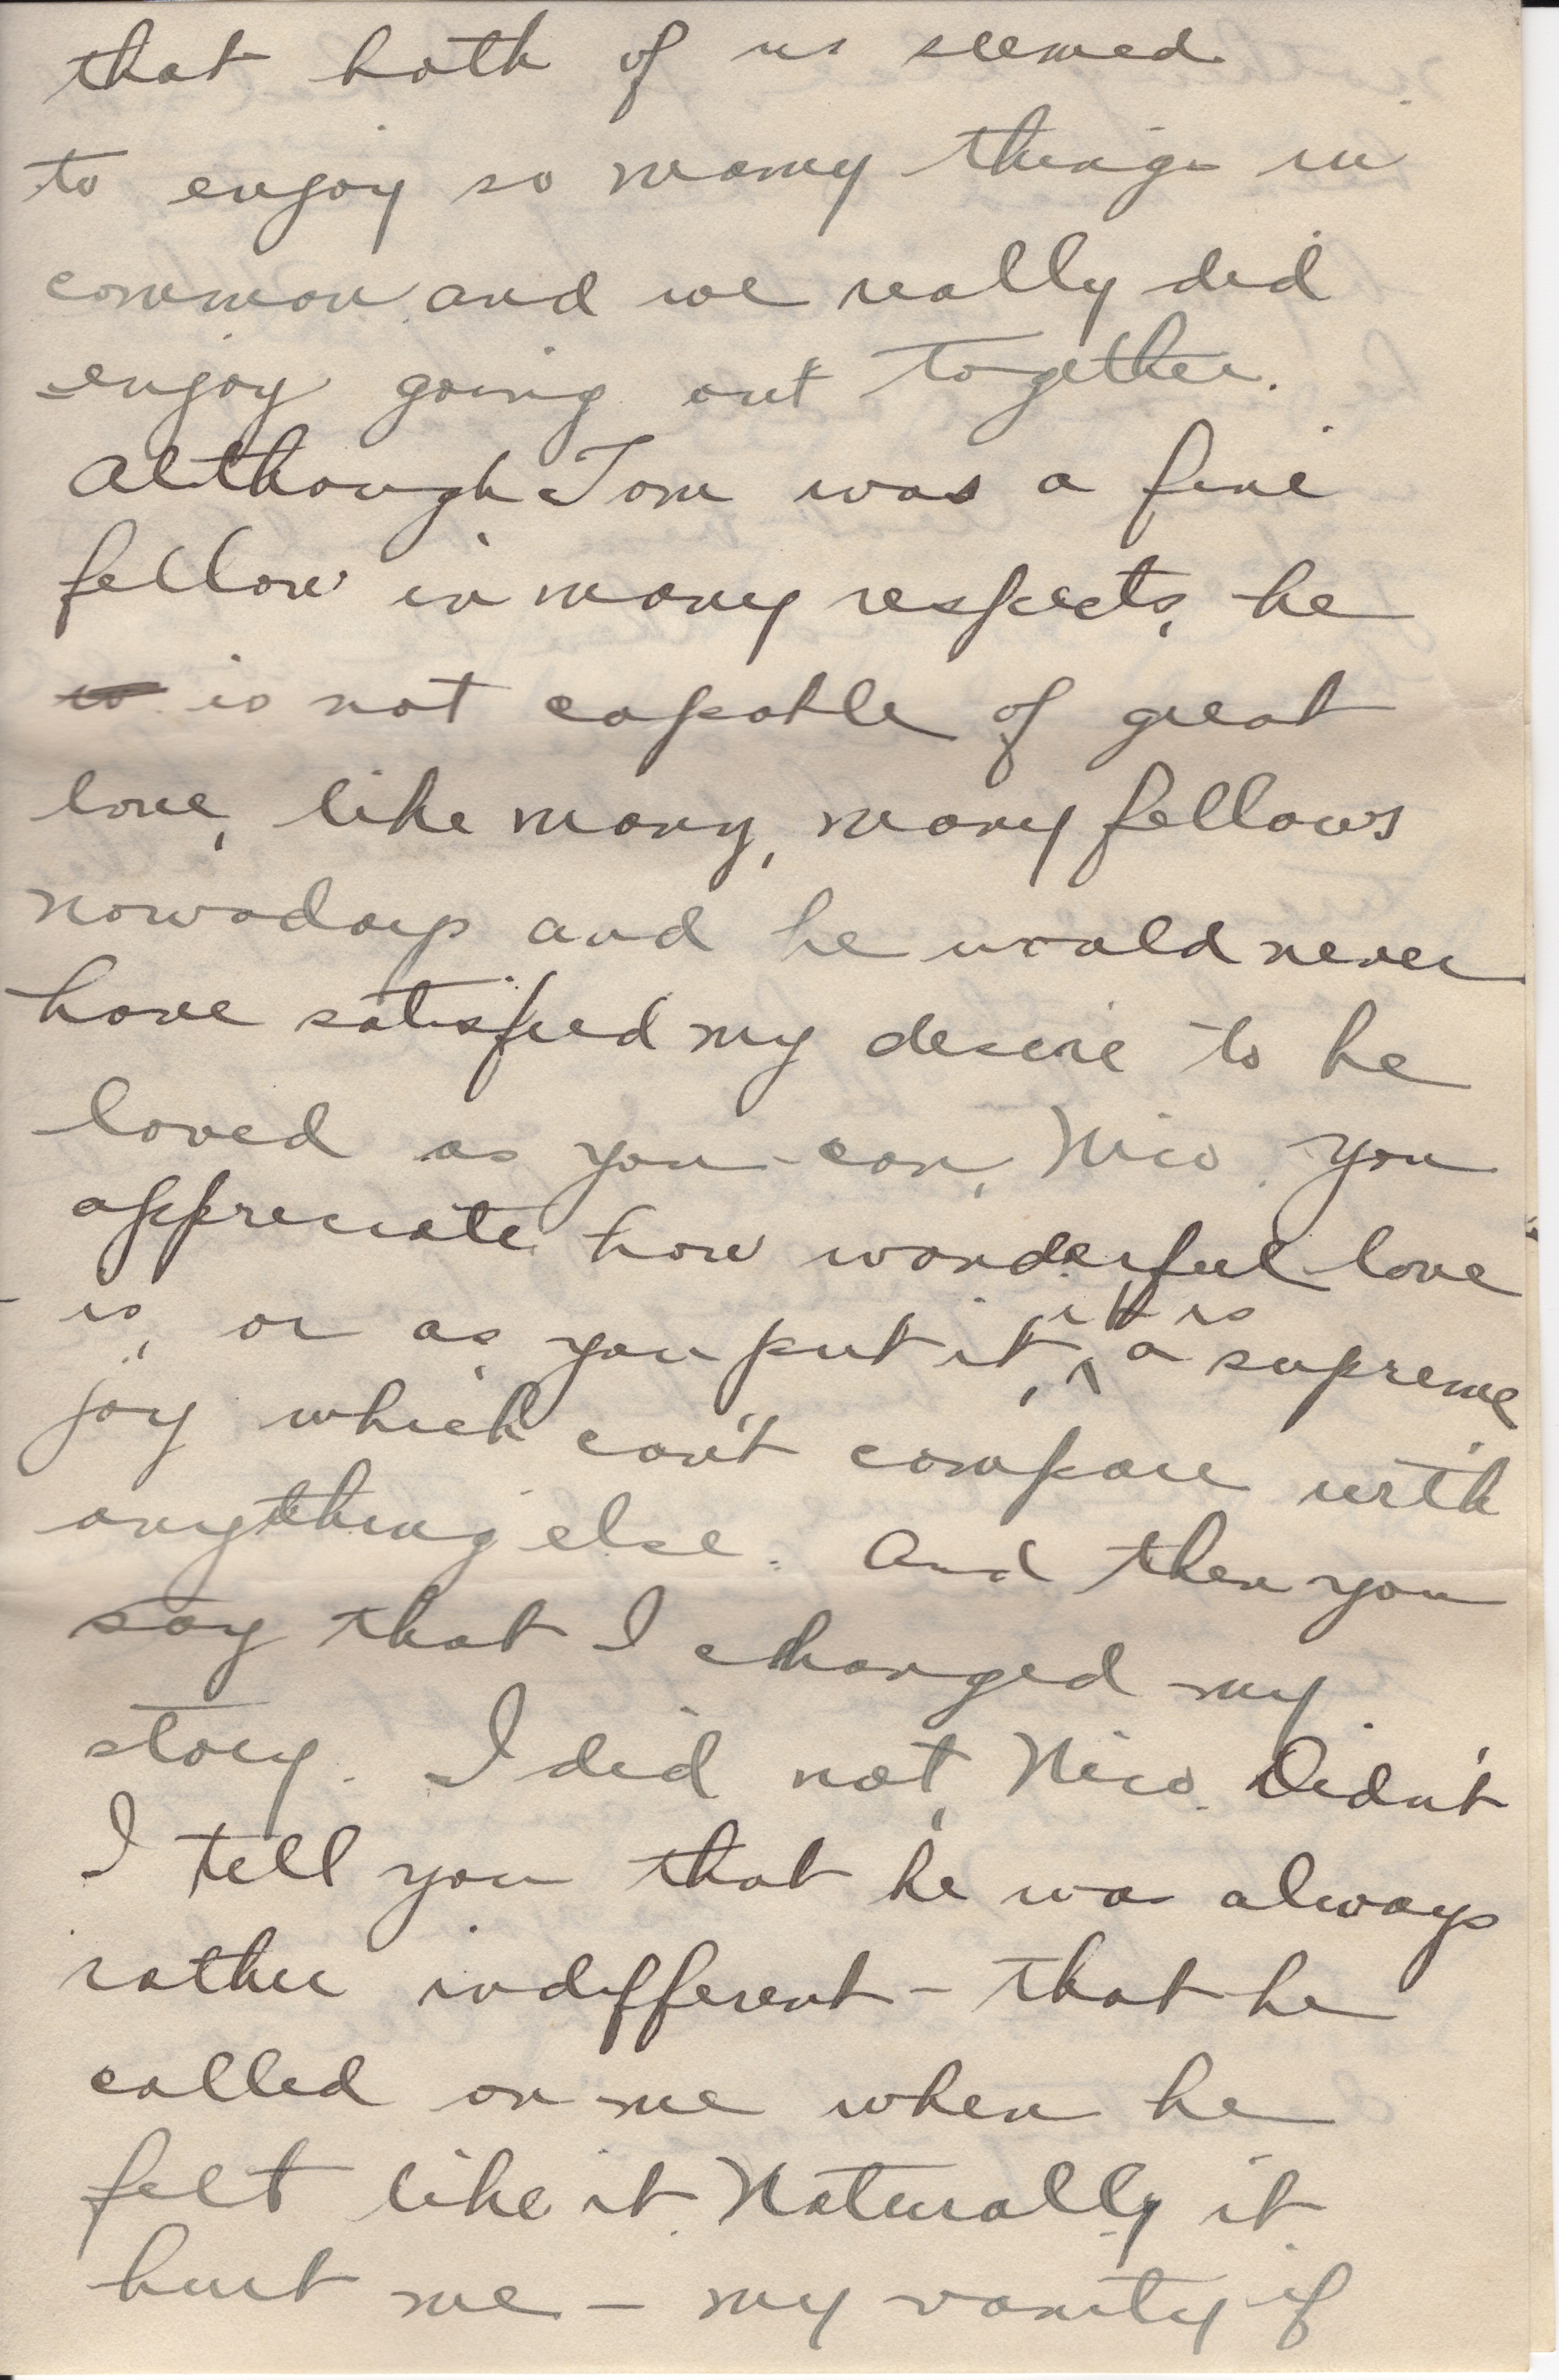 that both of us seemed
to enjoy so many things in
common and we really did
enjoy going out together.
Although Tom was a fine
fellow in many respects, he
is not capable of great
love, like many, many fellows
nowadays and he would never
have satisfied my desire to be
loved as you can, Nico. You
appreciate how wonderful love
is, or as you put it, it is a supreme
joy which can't compare with
anything else. And then you
say that I changed my
story. I did not, Nico. Didn't
I tell you that he was always
rather indifferent - that he
called on me when he
felt like it. Naturally it
hurt me - my vanity if